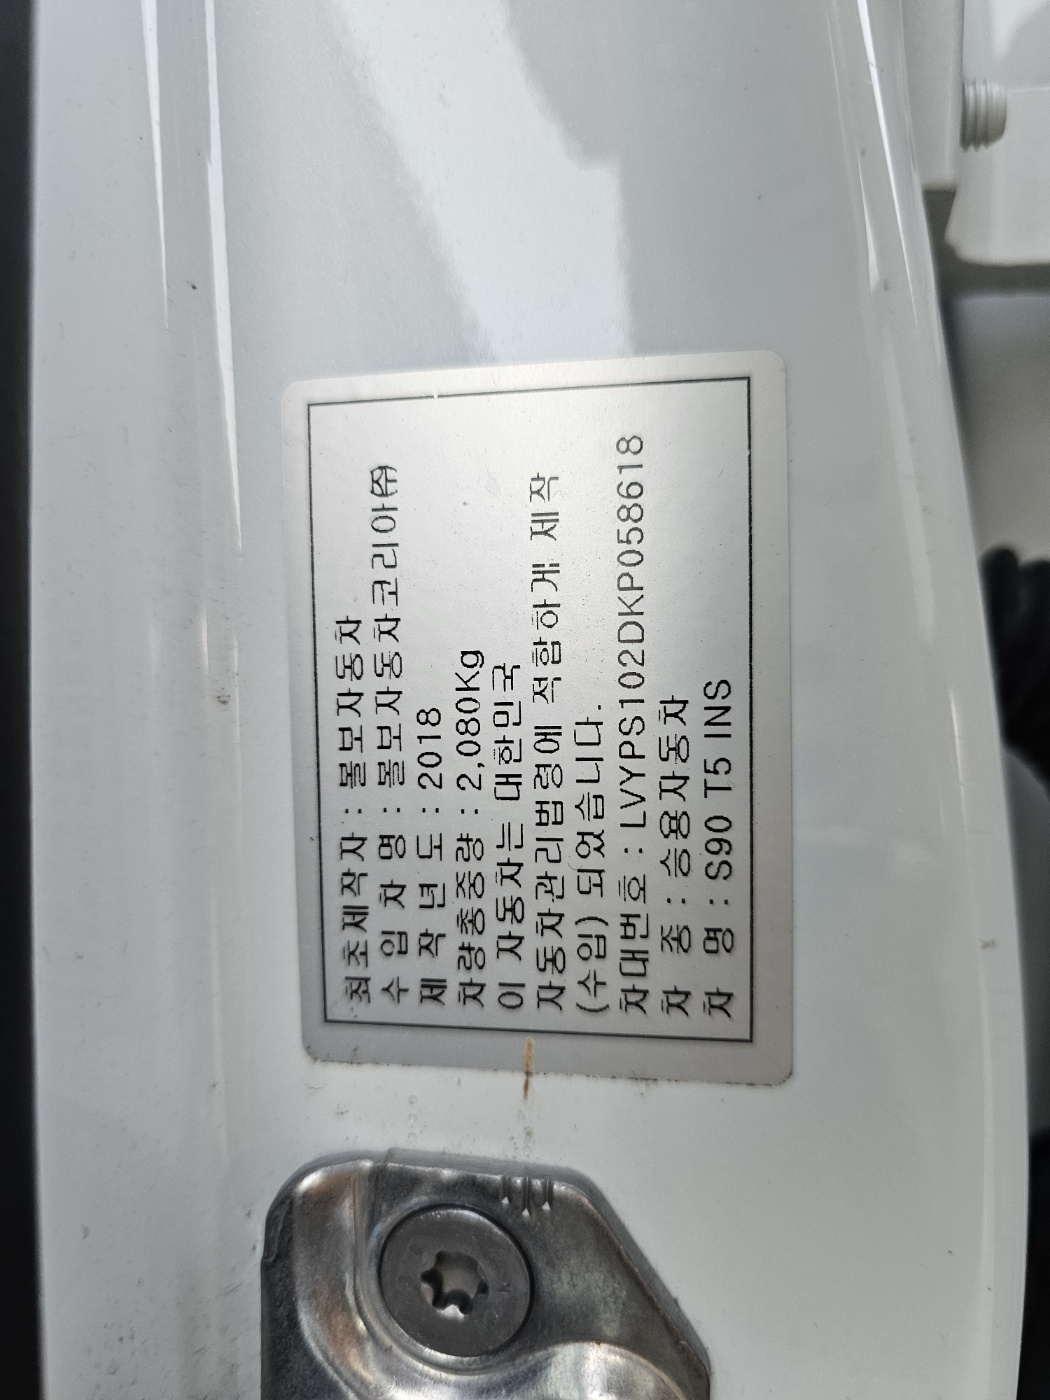 최초제작자 : 볼보자동차
수 입 차 명 : 볼보자동차코리아㈜
제 작 년 도 : 2018
차량총중량 : 2,080Kg
이 자동차는 대한민국
자동차관리법령에 적합하게 제작
(수입) 되었습니다.
차대번호 : LVYPS102DKP058618
차 종 : 승용자동차
차 명 : S90 T5 INS